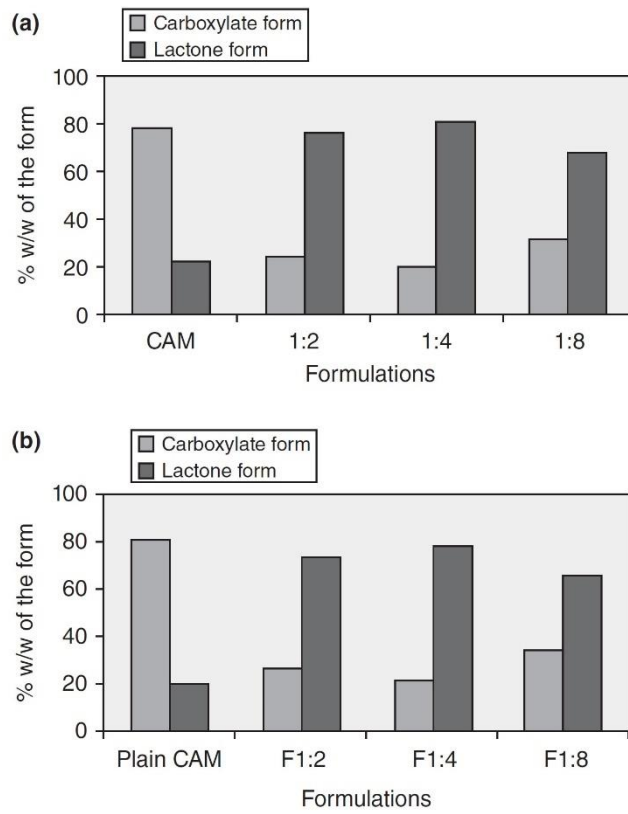 (a)
Carboxylate form
Lactone form
100
80
60
40
20
0
% w/w of the form
CAM 1:2 1:4 1:8
Formulations
(b)
Carboxylate form
Lactone form
100
80
60
40
20
0
% w/w of the form
Plain CAM F1:2 F1:4 F1:8
Formulations